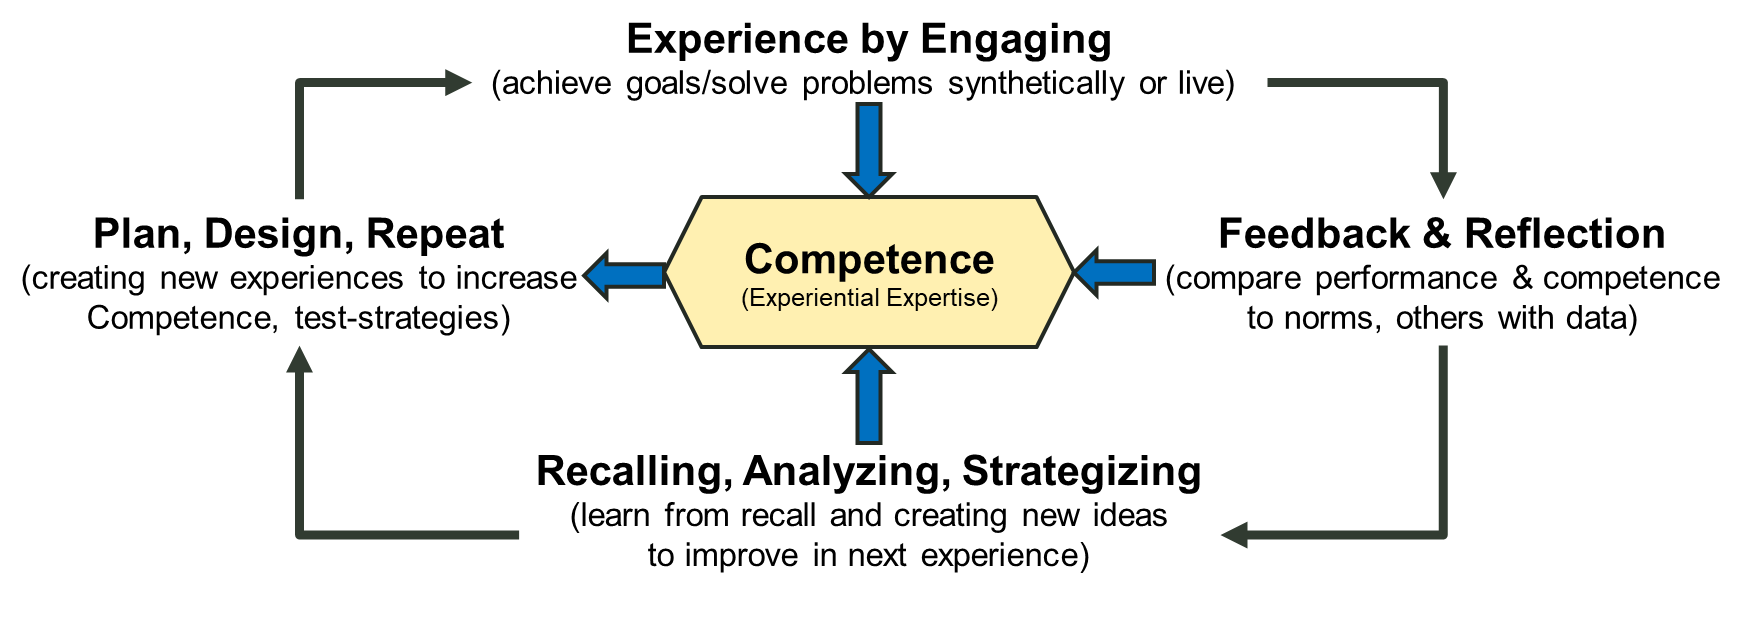 Experience by Engaging
(achieve goals/solve problems synthetically or live)
Plan, Design, Repeat
(creating new experiences to increase
Competence, test-strategies)
Competence
(Experiential Expertise)
Feedback & Reflection
(compare performance & competence
to norms, others with data)
Recalling, Analyzing, Strategizing
(learn from recall and creating new ideas
to improve in next experience)